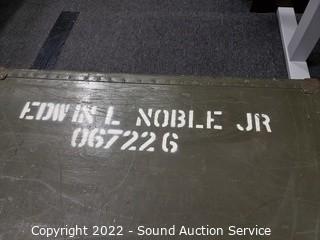 EDWIN L NOBLE JR
067226
Copyright 2022 - Sound Auction Service